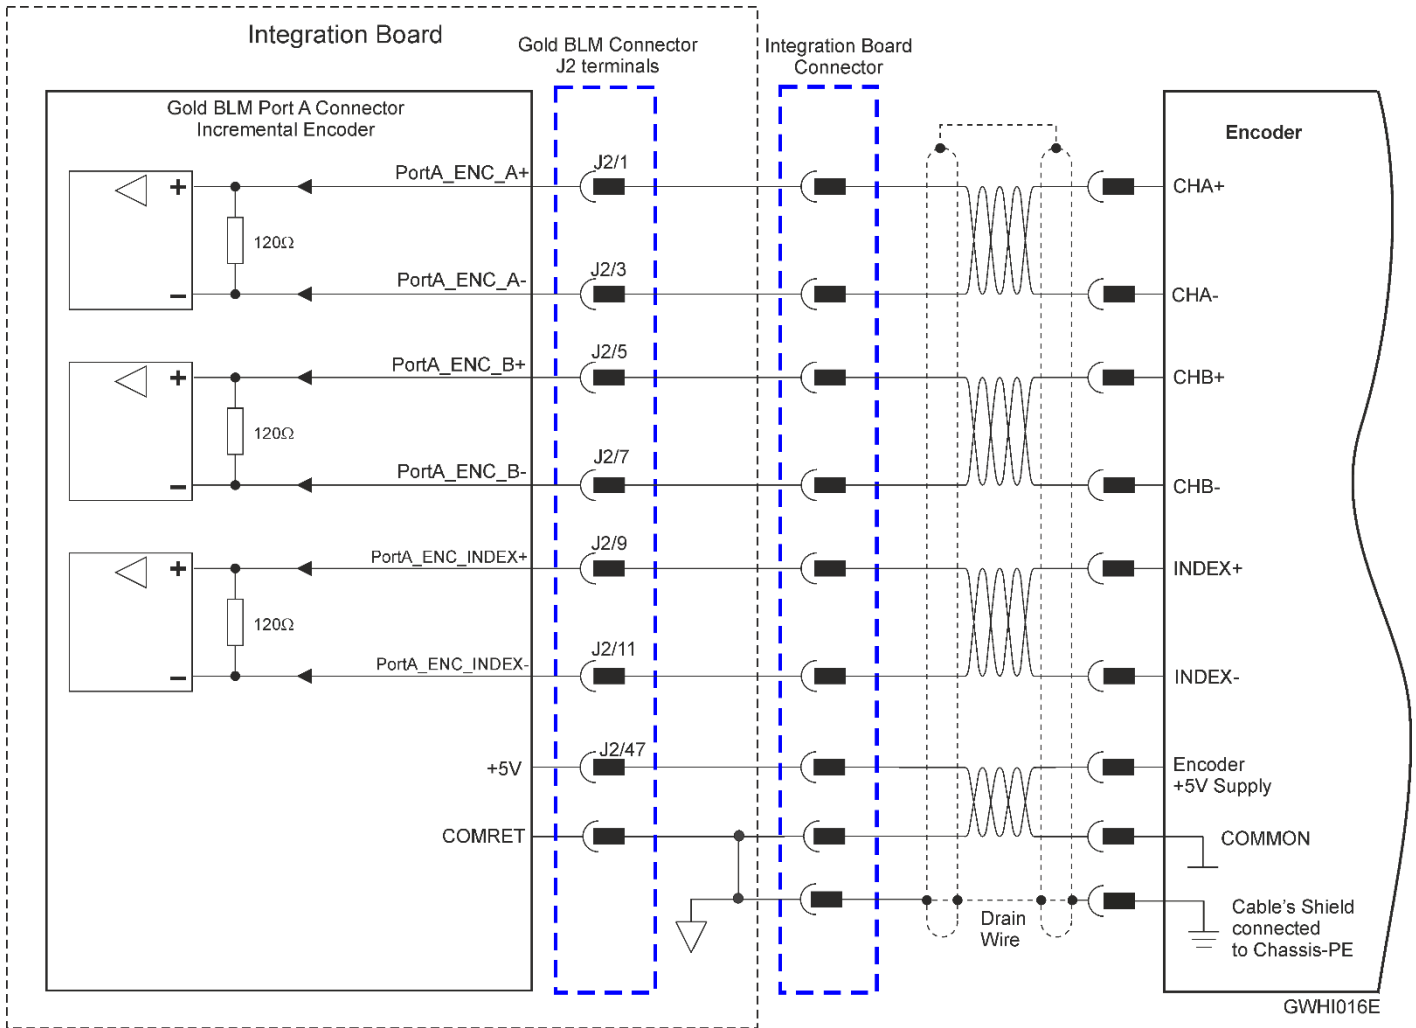 Integration Board
Gold BLM Connector
J2 terminals
Integration Board
Connector
Gold BLM Port A Connector
Incremental Encoder
Encoder
+
PortA_ENC_A+
J2/1
CHA+
120Ω
–
PortA_ENC_A-
J2/3
CHA-
+
PortA_ENC_B+
J2/5
CHB+
120Ω
–
PortA_ENC_B-
J2/7
CHB-
+
PortA_ENC_INDEX+
J2/9
INDEX+
120Ω
–
PortA_ENC_INDEX-
J2/11
INDEX-
+5V
J2/47
Encoder
+5V Supply
COMRET
COMMON
Drain
Wire
Cable's Shield
connected
to Chassis-PE
GWHI016E